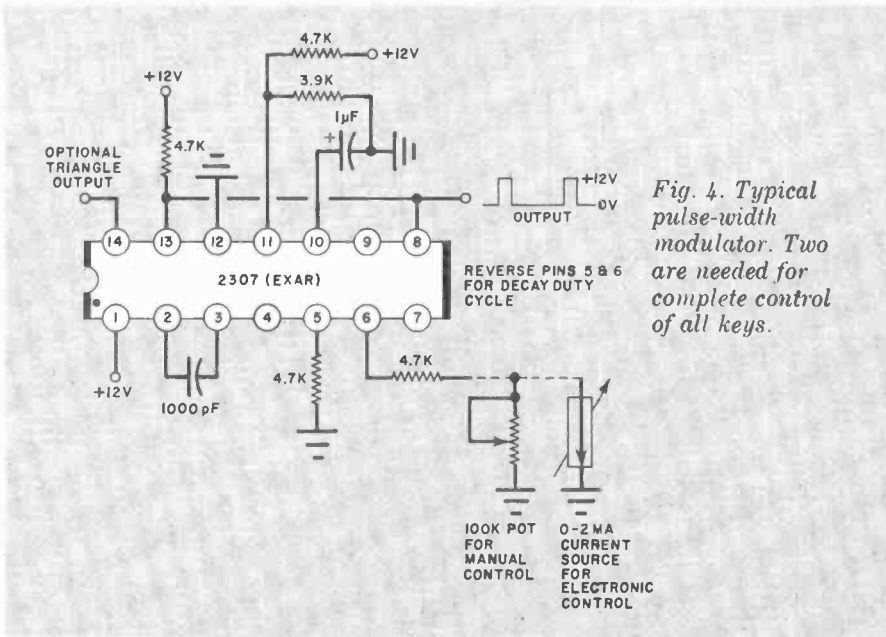 4.7K
+12V
+12V
3.9K
1µF
+
4.7K
OPTIONAL
TRIANGLE
OUTPUT
+12V
0V
OUTPUT
14 13 12 11 10 9 8
2307 (EXAR)
REVERSE PINS 5 & 6
FOR DECAY DUTY
CYCLE
1 2 3 4 5 6 7
+12V
1000 pF
4.7K
4.7K
100K POT
FOR
MANUAL
CONTROL
0-2 MA
CURRENT
SOURCE
FOR
ELECTRONIC
CONTROL
Fig. 4. Typical
pulse-width
modulator. Two
are needed for
complete control
of all keys.